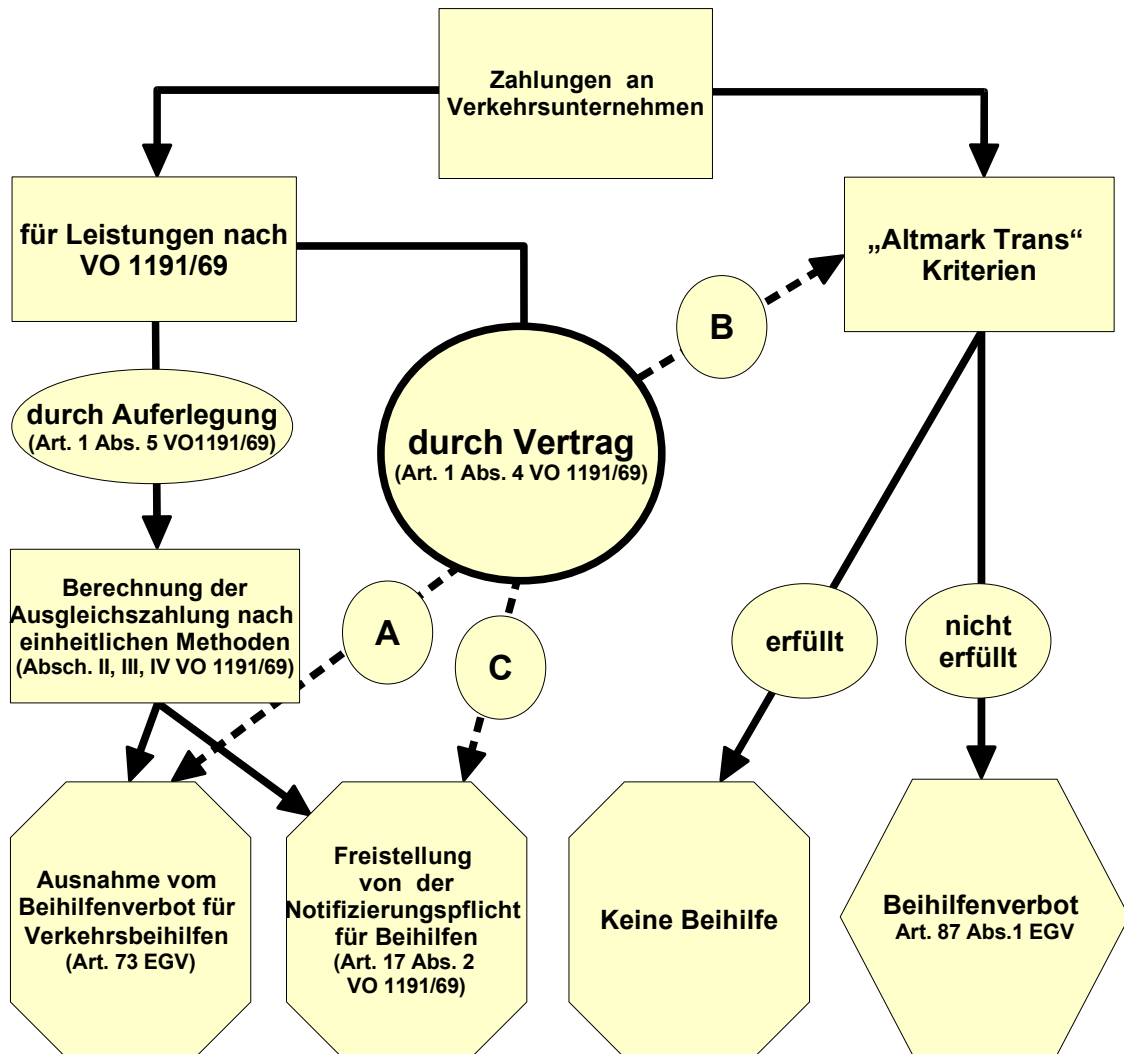 Zahlungen an
Verkehrsunternehmen
für Leistungen nach
VO 1191/69
„Altmark Trans“
Kriterien
B
durch Auferlegung
(Art. 1 Abs. 5 VO1191/69)
durch Vertrag
(Art. 1 Abs. 4 VO 1191/69)
Berechnung der
Ausgleichszahlung nach
einheitlichen Methoden
(Absch. II, III, IV VO 1191/69)
A
C
erfüllt
nicht
erfüllt
Ausnahme vom
Beihilfenverbot für
Verkehrsbeihilfen
(Art. 73 EGV)
Freistellung
von der
Notifizierungspflicht
für Beihilfen
(Art. 17 Abs. 2
VO 1191/69)
Keine Beihilfe
Beihilfenverbot
Art. 87 Abs.1 EGV